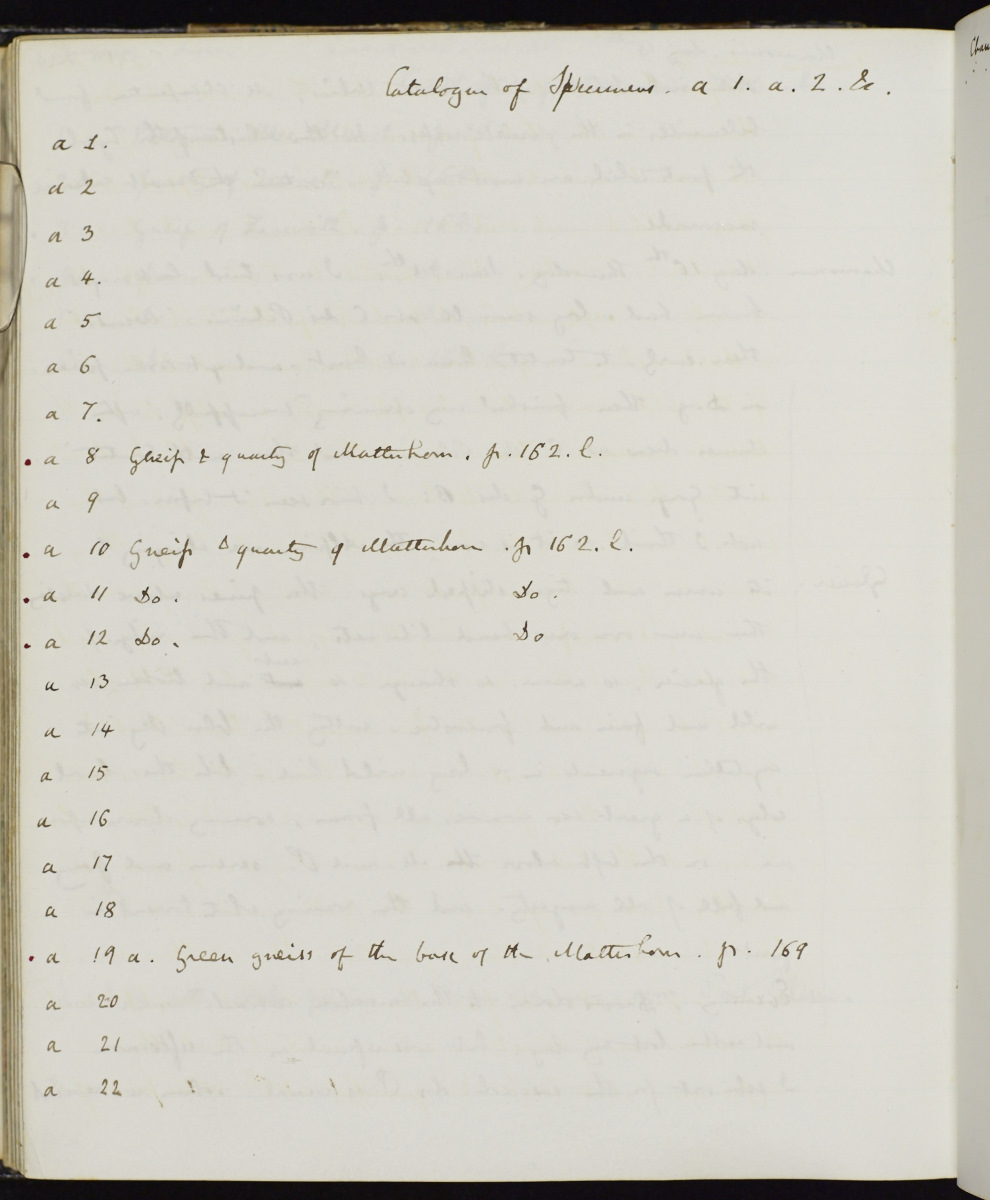 Catalogue of Specimens. a 1. a. 2. &c.
a 1.
a 2
a 3
a 4.
a 5
a 6
a 7.
a 8 Gneiss & quartz of Matterhorn. p. 162. l.
a 9
a 10 Gneiss & quartz of Matterhorn. p 162. l.
a 11 Do. Do.
a 12 Do. Do
a 13
a 14
a 15
a 16
a 17
a 18
a 19 a. Green gneiss of the base of the Matterhorn. p. 169
a 20
a 21
a 22